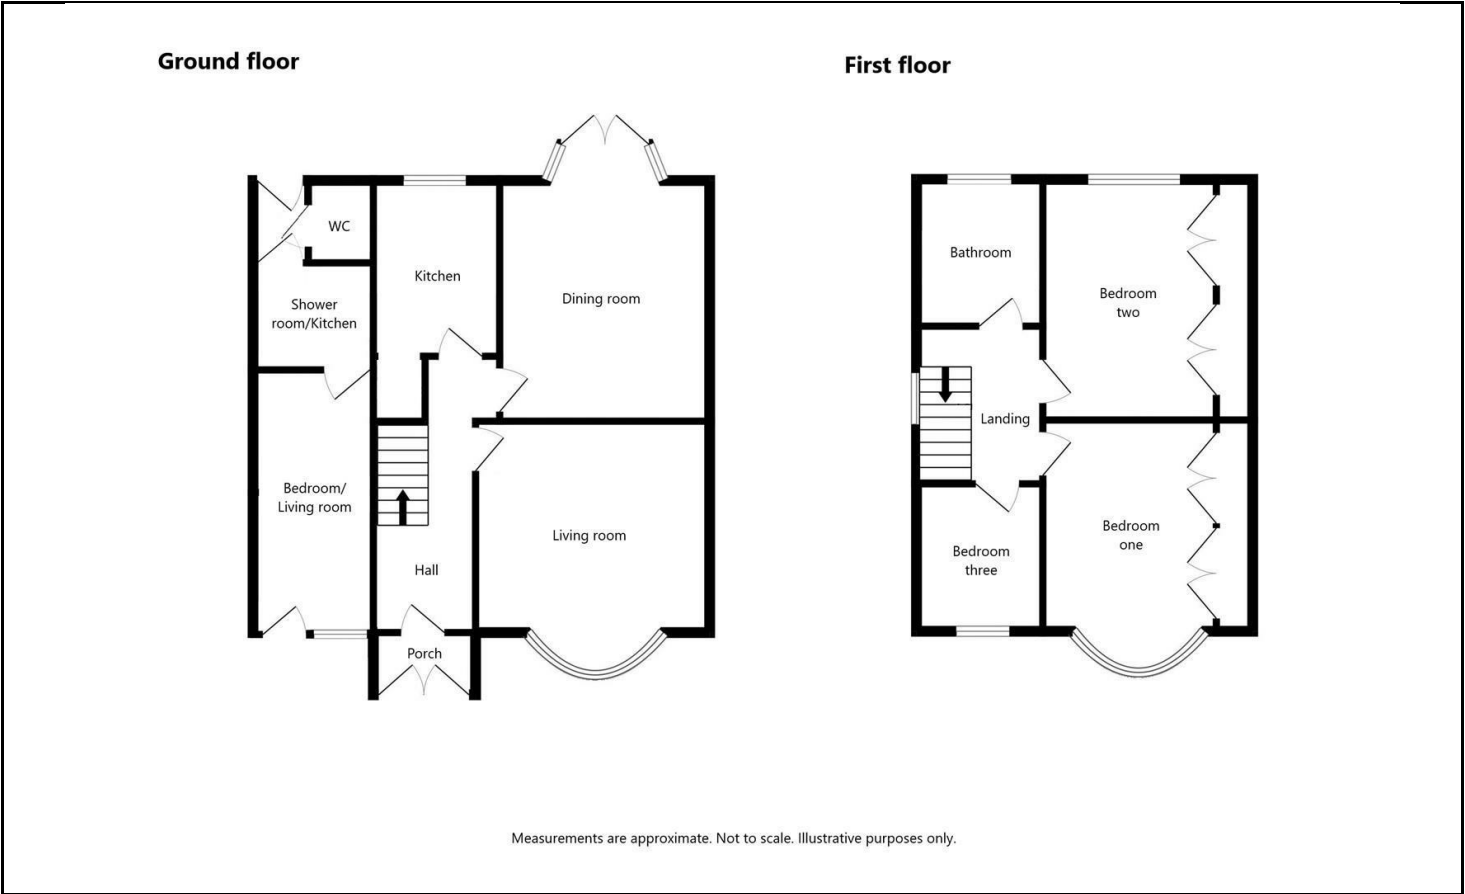 Ground floor
First floor
WC
Kitchen
Dining room
Shower
room/Kitchen
Bedroom/
Living room
Living room
Hall
Porch
Bathroom
Bedroom
two
Landing
Bedroom
one
Bedroom
three
Measurements are approximate. Not to scale. Illustrative purposes only.